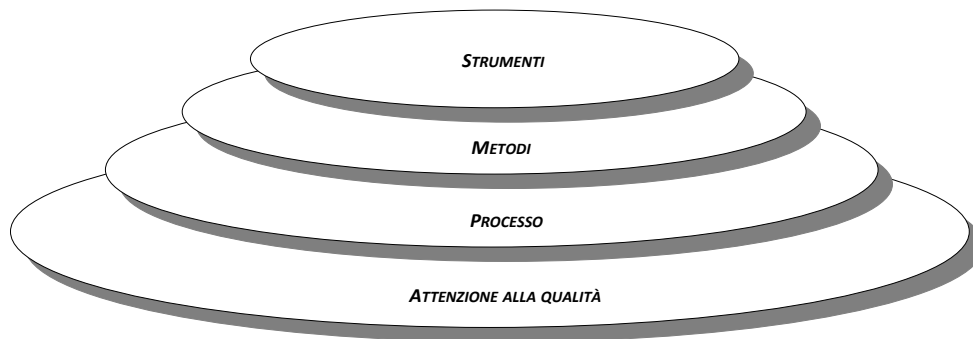 STRUMENTI
METODI
PROCESSO
ATTENZIONE ALLA QUALITÀ